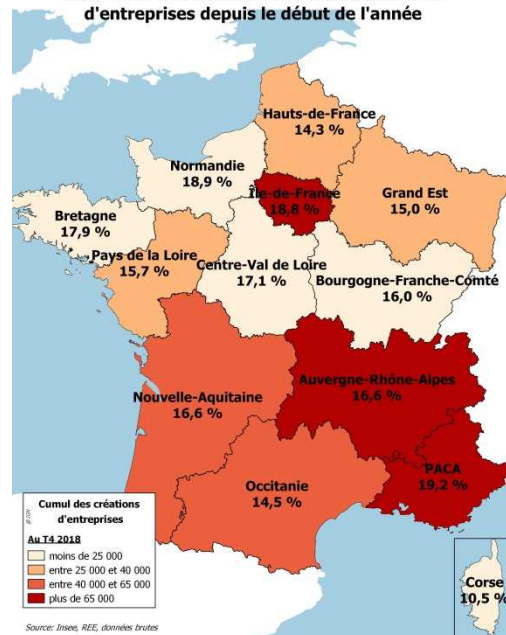 d'entreprises depuis le début de l'année
Hauts-de-France
14,3 %
Normandie
18,9 %
Île-de-France
18,8 %
Grand Est
15,0 %
Bretagne
17,9 %
Pays de la Loire
15,7 %
Centre-Val de Loire
17,1 %
Bourgogne-Franche-Comté
16,0 %
Auvergne-Rhône-Alpes
16,6 %
Nouvelle-Aquitaine
16,6 %
PACA
19,2 %
Occitanie
14,5 %
Cumul des créations
d'entreprises
Au T4 2018
moins de 25 000
entre 25 000 et 40 000
entre 40 000 et 65 000
plus de 65 000
Corse
10,5 %
Source: Insee, REE, données brutes